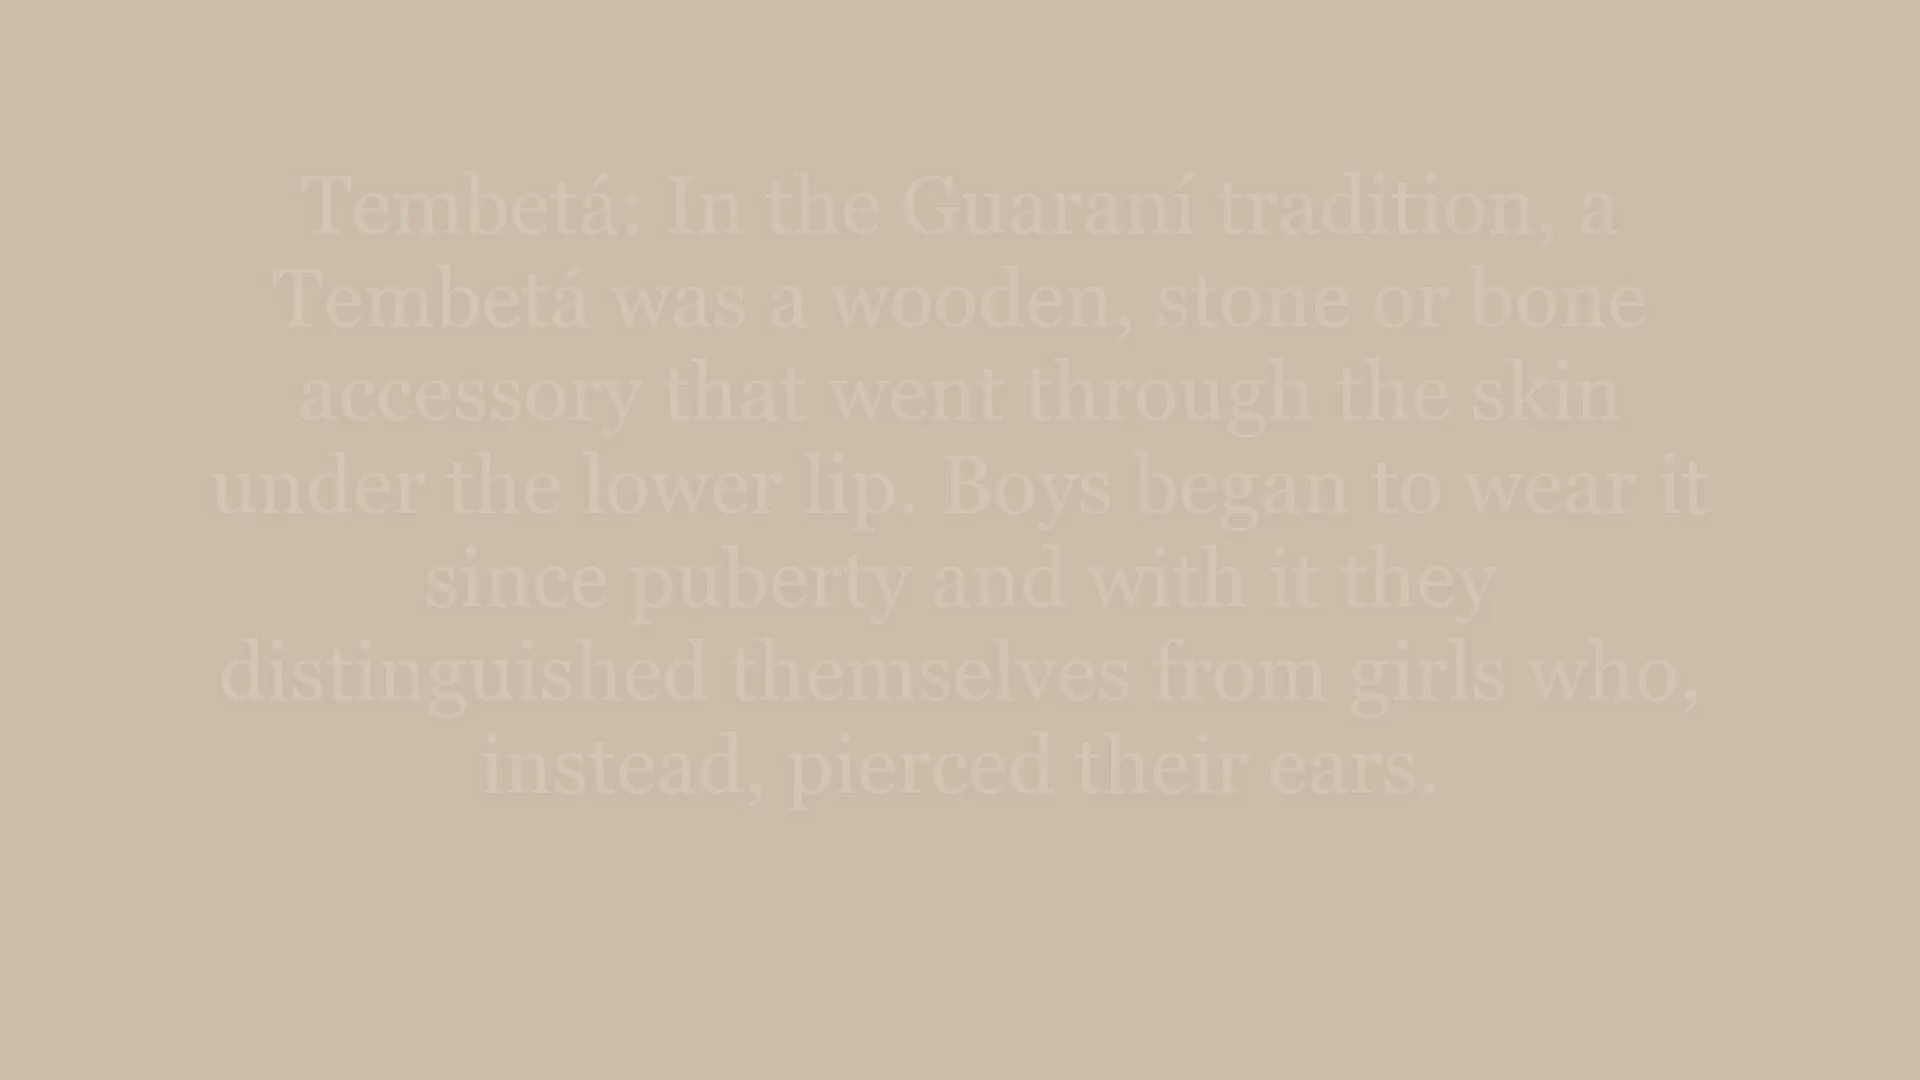 Tembetá: In the Guaraní tradition, a
Tembetá was a wooden, stone or bone
accessory that went through the skin
under the lower lip. Boys began to wear it
since puberty and with it they
distinguished themselves from girls who,
instead, pierced their ears.